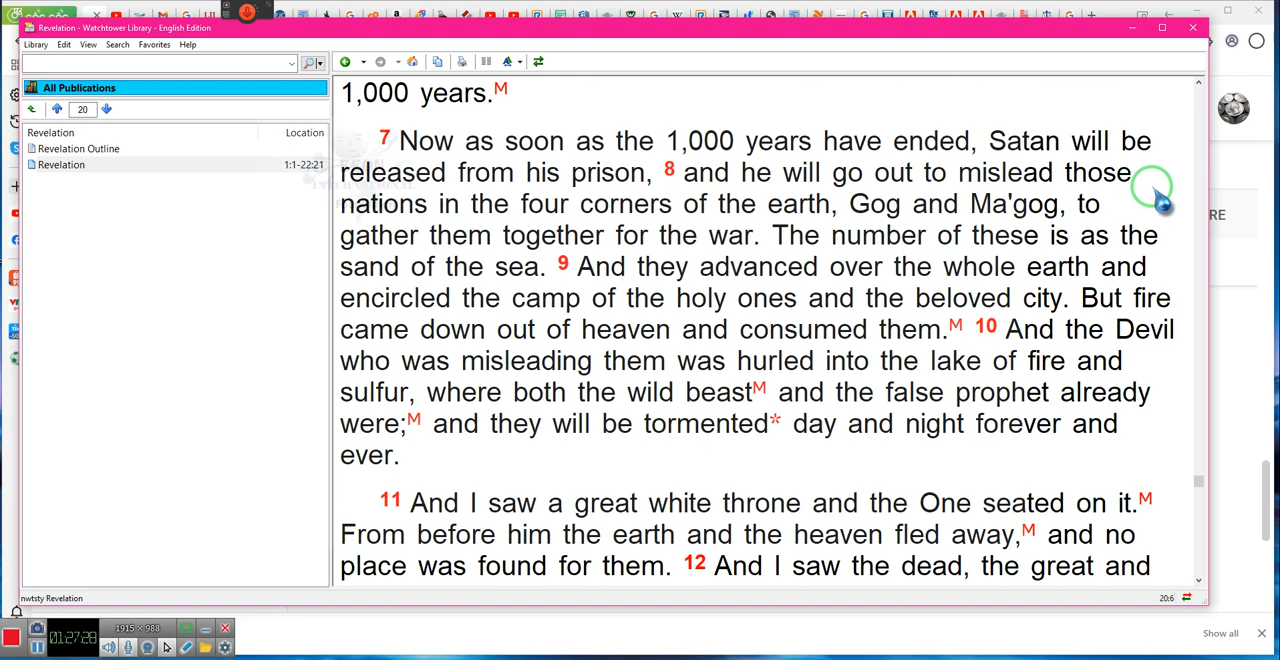 Revelation - Watchtower Library - English Edition
Library Edit View Search Favorites Help
All Publications
20
Revelation Location
Revelation Outline
Revelation 1:1-22:21
1,000 years.M
7 Now as soon as the 1,000 years have ended, Satan will be
released from his prison, 8 and he will go out to mislead those
nations in the four corners of the earth, Gog and Ma'gog, to
gather them together for the war. The number of these is as the
sand of the sea. 9 And they advanced over the whole earth and
encircled the camp of the holy ones and the beloved city. But fire
came down out of heaven and consumed them.M 10 And the Devil
who was misleading them was hurled into the lake of fire and
sulfur, where both the wild beastM and the false prophet already
were;M and they will be tormented* day and night forever and
ever.
11 And I saw a great white throne and the One seated on it.M
From before him the earth and the heaven fled away,M and no
place was found for them. 12 And I saw the dead, the great and
nwtsty Revelation 20:6
RE
Show all
01:27:28
1915 × 988